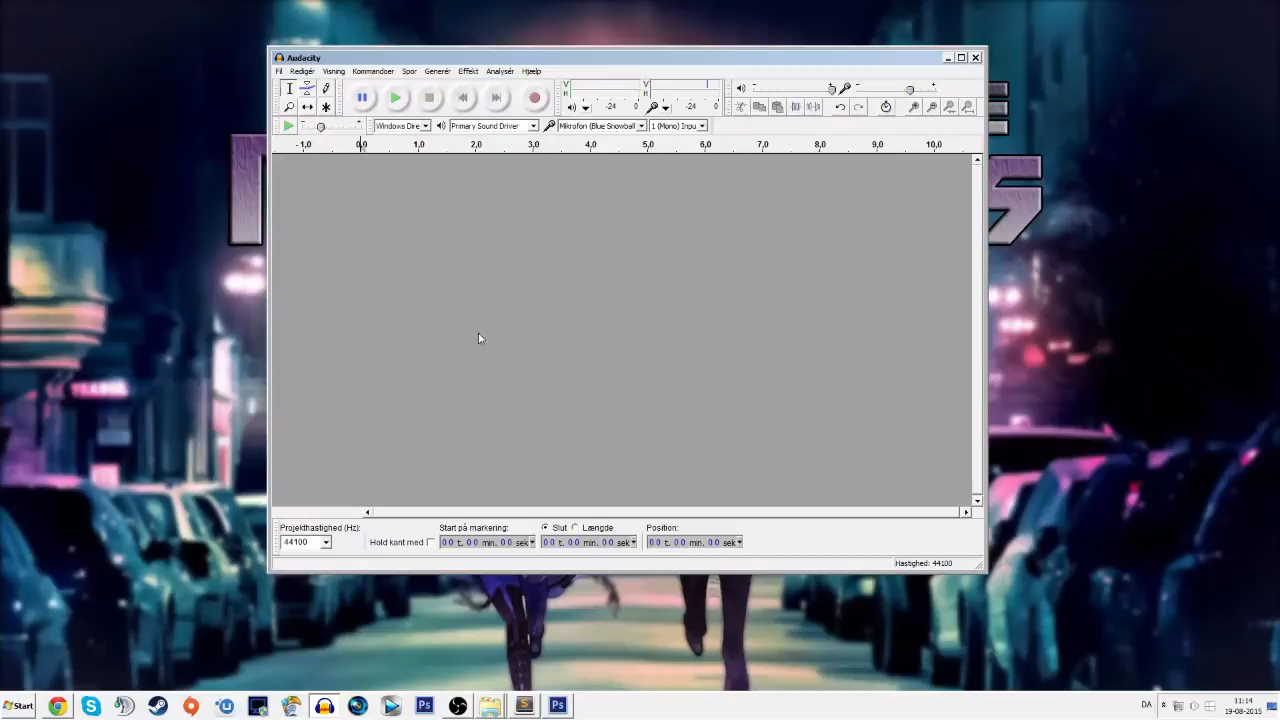 Audacity
Fil Redigér Visning Kommandoer Spor Generér Effekt Analysér Hjælp
V H -24 0 V H -24 0
Windows Dire Primary Sound Driver Mikrofon (Blue Snowball 1 (Mono) Inpu
-1,0 0,0 1,0 2,0 3,0 4,0 5,0 6,0 7,0 8,0 9,0 10,0
Projekthastighed (Hz): Start på markering: Slut Længde Position:
44100 Hold kant med 00 t. 00 min. 00 sek 00 t. 00 min. 00 sek 00 t. 00 min. 00 sek
Hastighed: 44100
Start Ps S Ps DA 11:14
19-08-2015